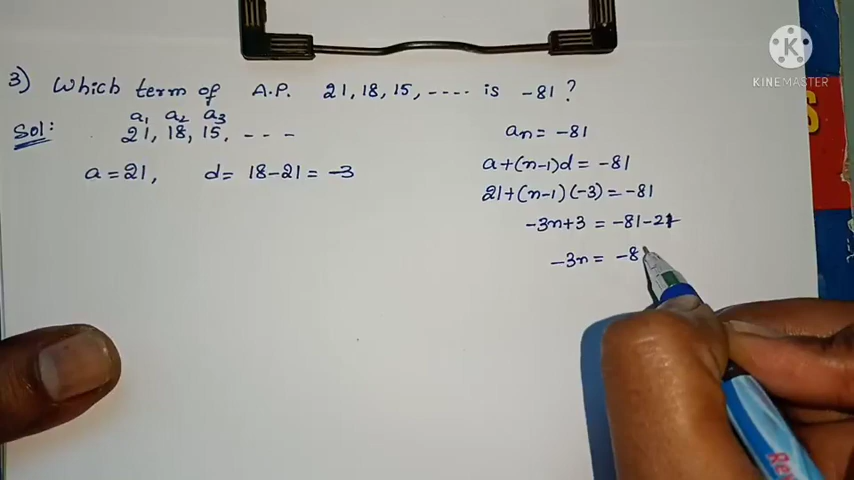 KINEMASTER
3) Which term of A.P. 21, 18, 15, ---- is -81 ?
a1 a2 a3
Sol: 21, 18, 15, - - -
a = 21, d = 18-21 = -3
an = -81
a+(n-1)d = -81
21+(n-1)(-3) = -81
-3n+3 = -81-21
-3n = -8